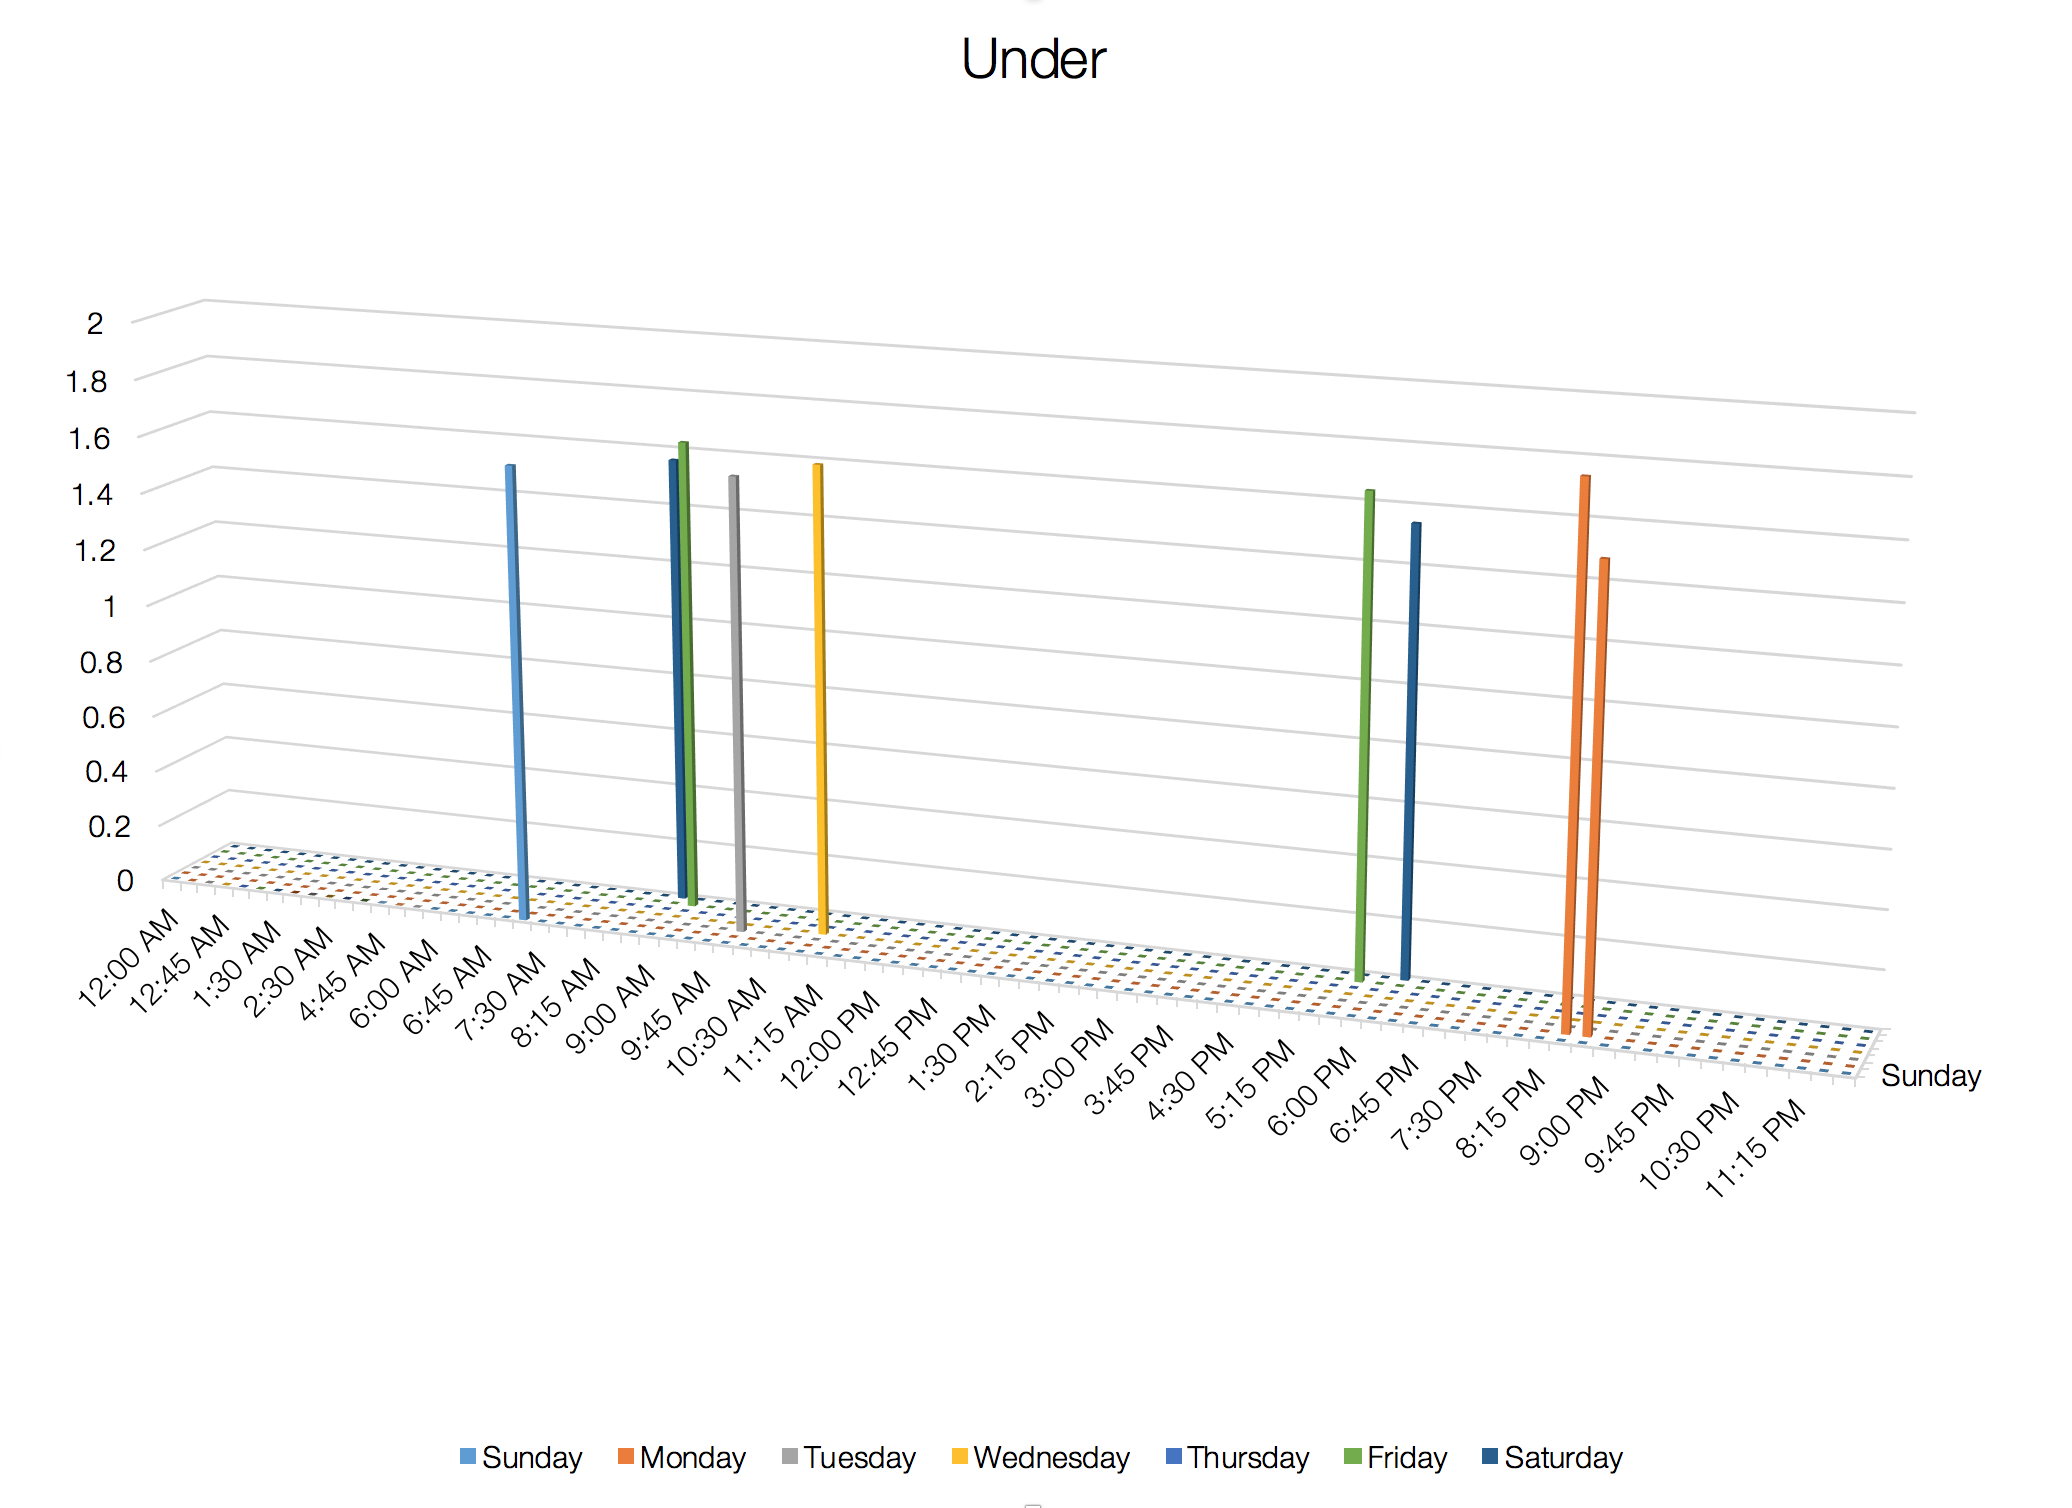 Under
2
1.8
1.6
1.4
1.2
1
0.8
0.6
0.4
0.2
0
12:00 AM
12:45 AM
1:30 AM
2:30 AM
4:45 AM
6:00 AM
6:45 AM
7:30 AM
8:15 AM
9:00 AM
9:45 AM
10:30 AM
11:15 AM
12:00 PM
12:45 PM
1:30 PM
2:15 PM
3:00 PM
3:45 PM
4:30 PM
5:15 PM
6:00 PM
6:45 PM
7:30 PM
8:15 PM
9:00 PM
9:45 PM
10:30 PM
11:15 PM
Sunday
Sunday Monday Tuesday Wednesday Thursday Friday Saturday